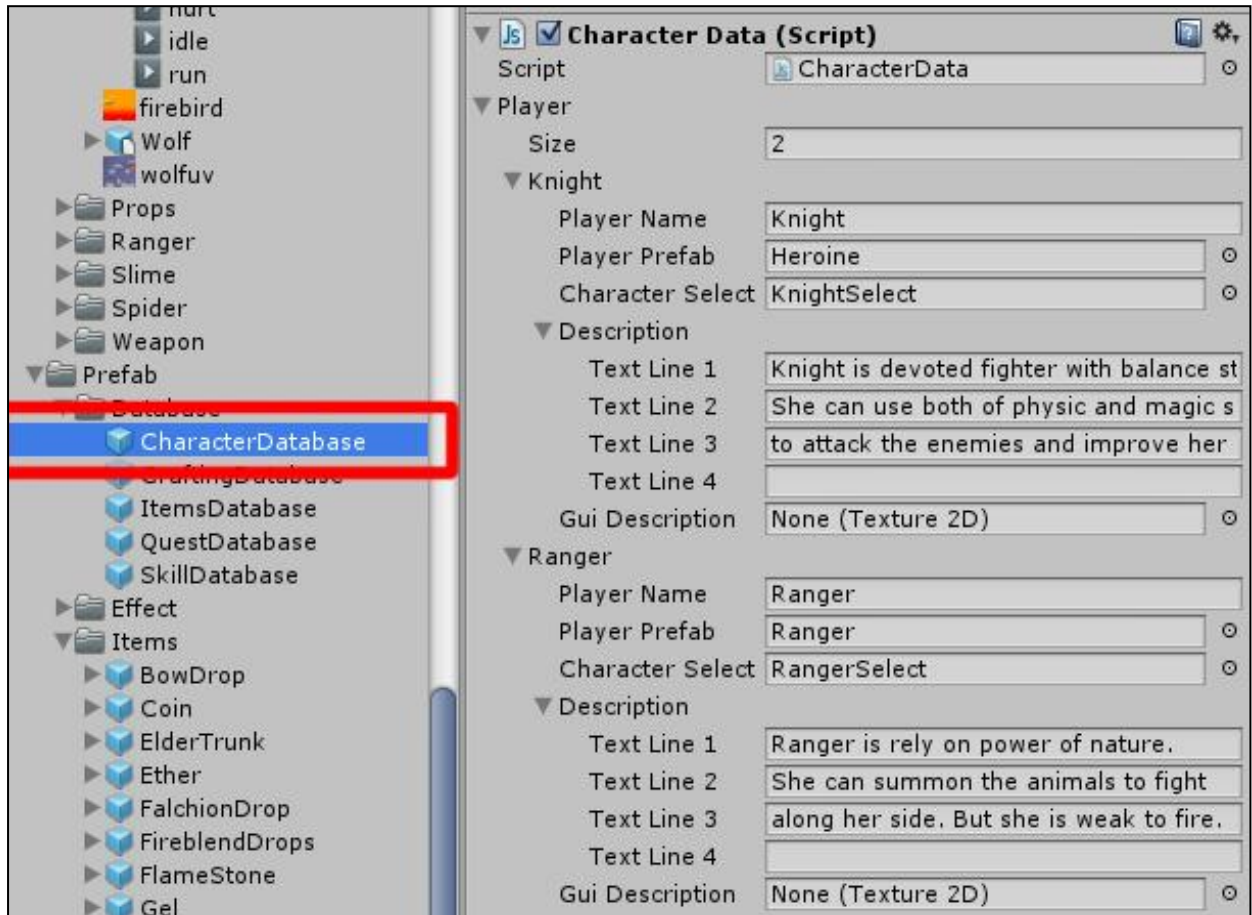 hurt
idle
run
firebird
Wolf
wolfuv
Props
Ranger
Slime
Spider
Weapon
Prefab
Database
CharacterDatabase
CraftingDatabase
ItemsDatabase
QuestDatabase
SkillDatabase
Effect
Items
BowDrop
Coin
ElderTrunk
Ether
FalchionDrop
FireblendDrops
FlameStone
Gel
Js Character Data (Script)
Script CharacterData
Player
Size 2
Knight
Player Name Knight
Player Prefab Heroine
Character Select KnightSelect
Description
Text Line 1 Knight is devoted fighter with balance st
Text Line 2 She can use both of physic and magic s
Text Line 3 to attack the enemies and improve her
Text Line 4
Gui Description None (Texture 2D)
Ranger
Player Name Ranger
Player Prefab Ranger
Character Select RangerSelect
Description
Text Line 1 Ranger is rely on power of nature.
Text Line 2 She can summon the animals to fight
Text Line 3 along her side. But she is weak to fire.
Text Line 4
Gui Description None (Texture 2D)